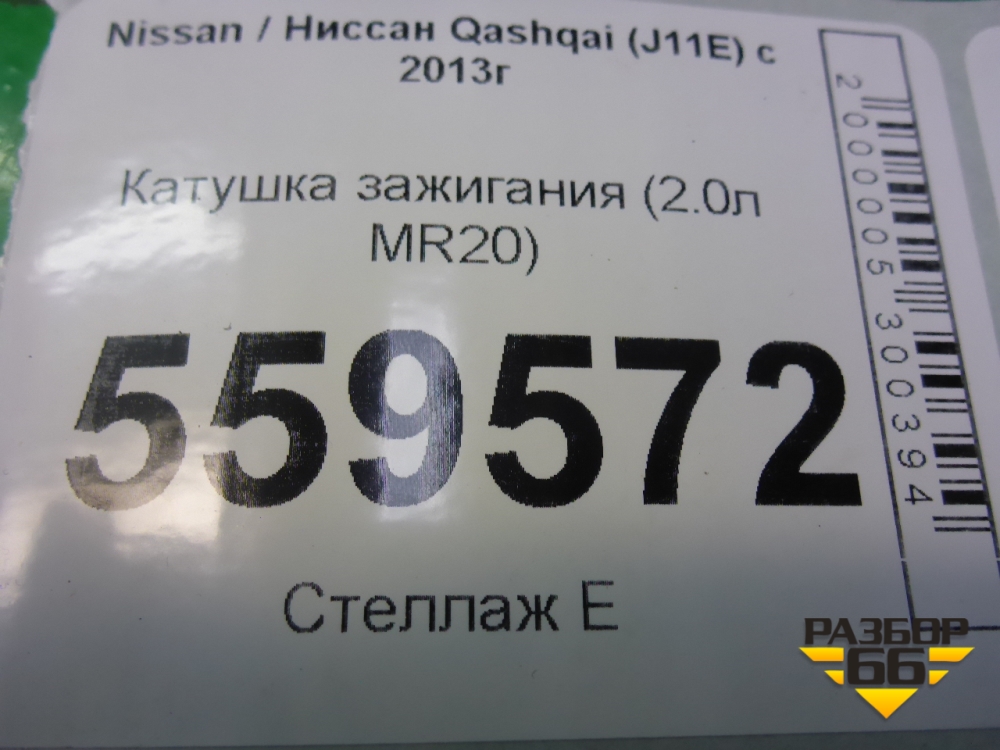 Nissan / Ниссан Qashqai (J11E) с
2013г
Катушка зажигания (2.0л
MR20)
559572
Стеллаж Е
2000005300394
РАЗБОР
66